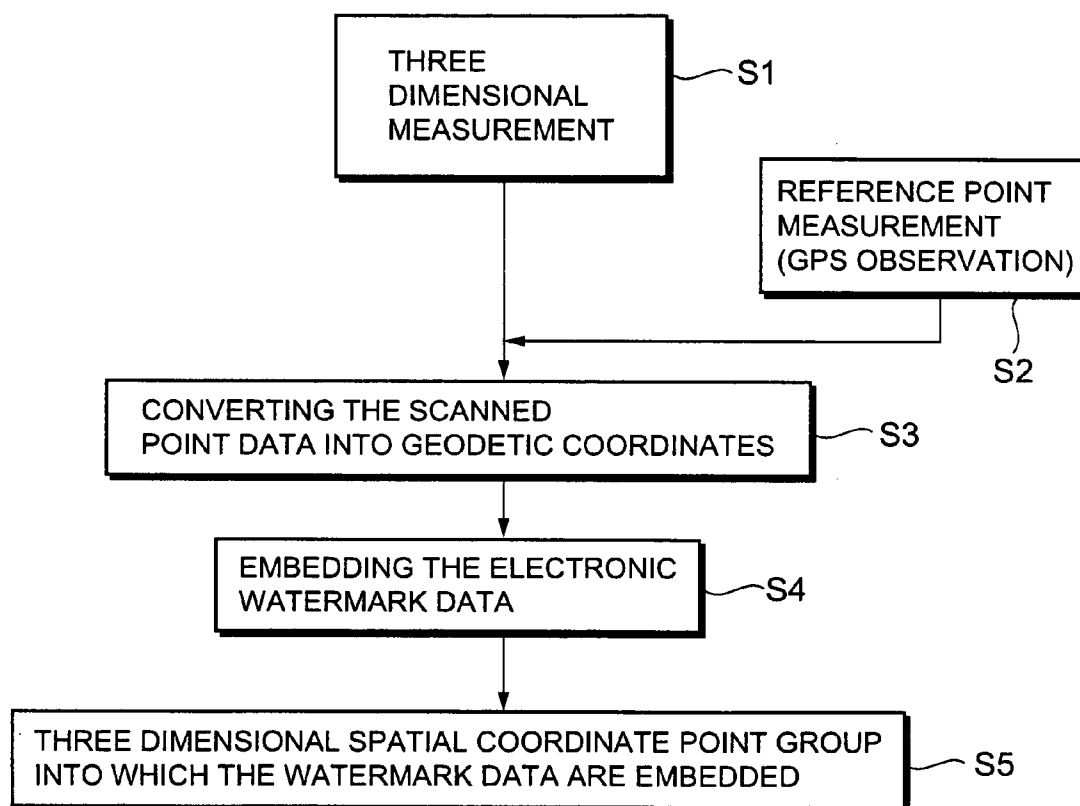 THREE
DIMENSIONAL
MEASUREMENT
S1
REFERENCE POINT
MEASUREMENT
(GPS OBSERVATION)
S2
CONVERTING THE SCANNED
POINT DATA INTO GEODETIC COORDINATES
S3
EMBEDDING THE ELECTRONIC
WATERMARK DATA
S4
THREE DIMENSIONAL SPATIAL COORDINATE POINT GROUP
INTO WHICH THE WATERMARK DATA ARE EMBEDDED
S5